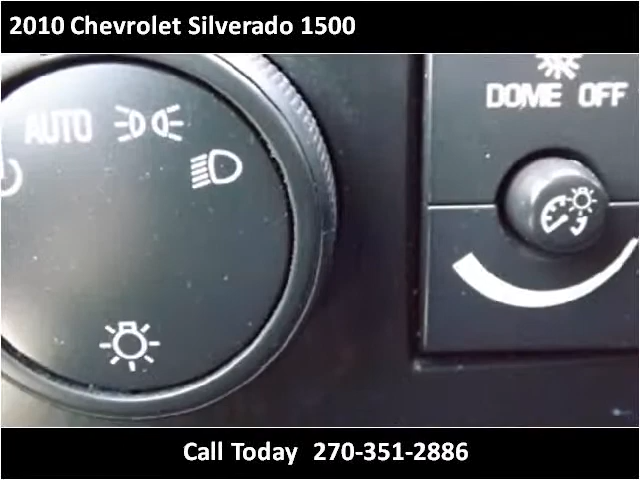 2010 Chevrolet Silverado 1500
AUTO
DOME OFF
Call Today 270-351-2886